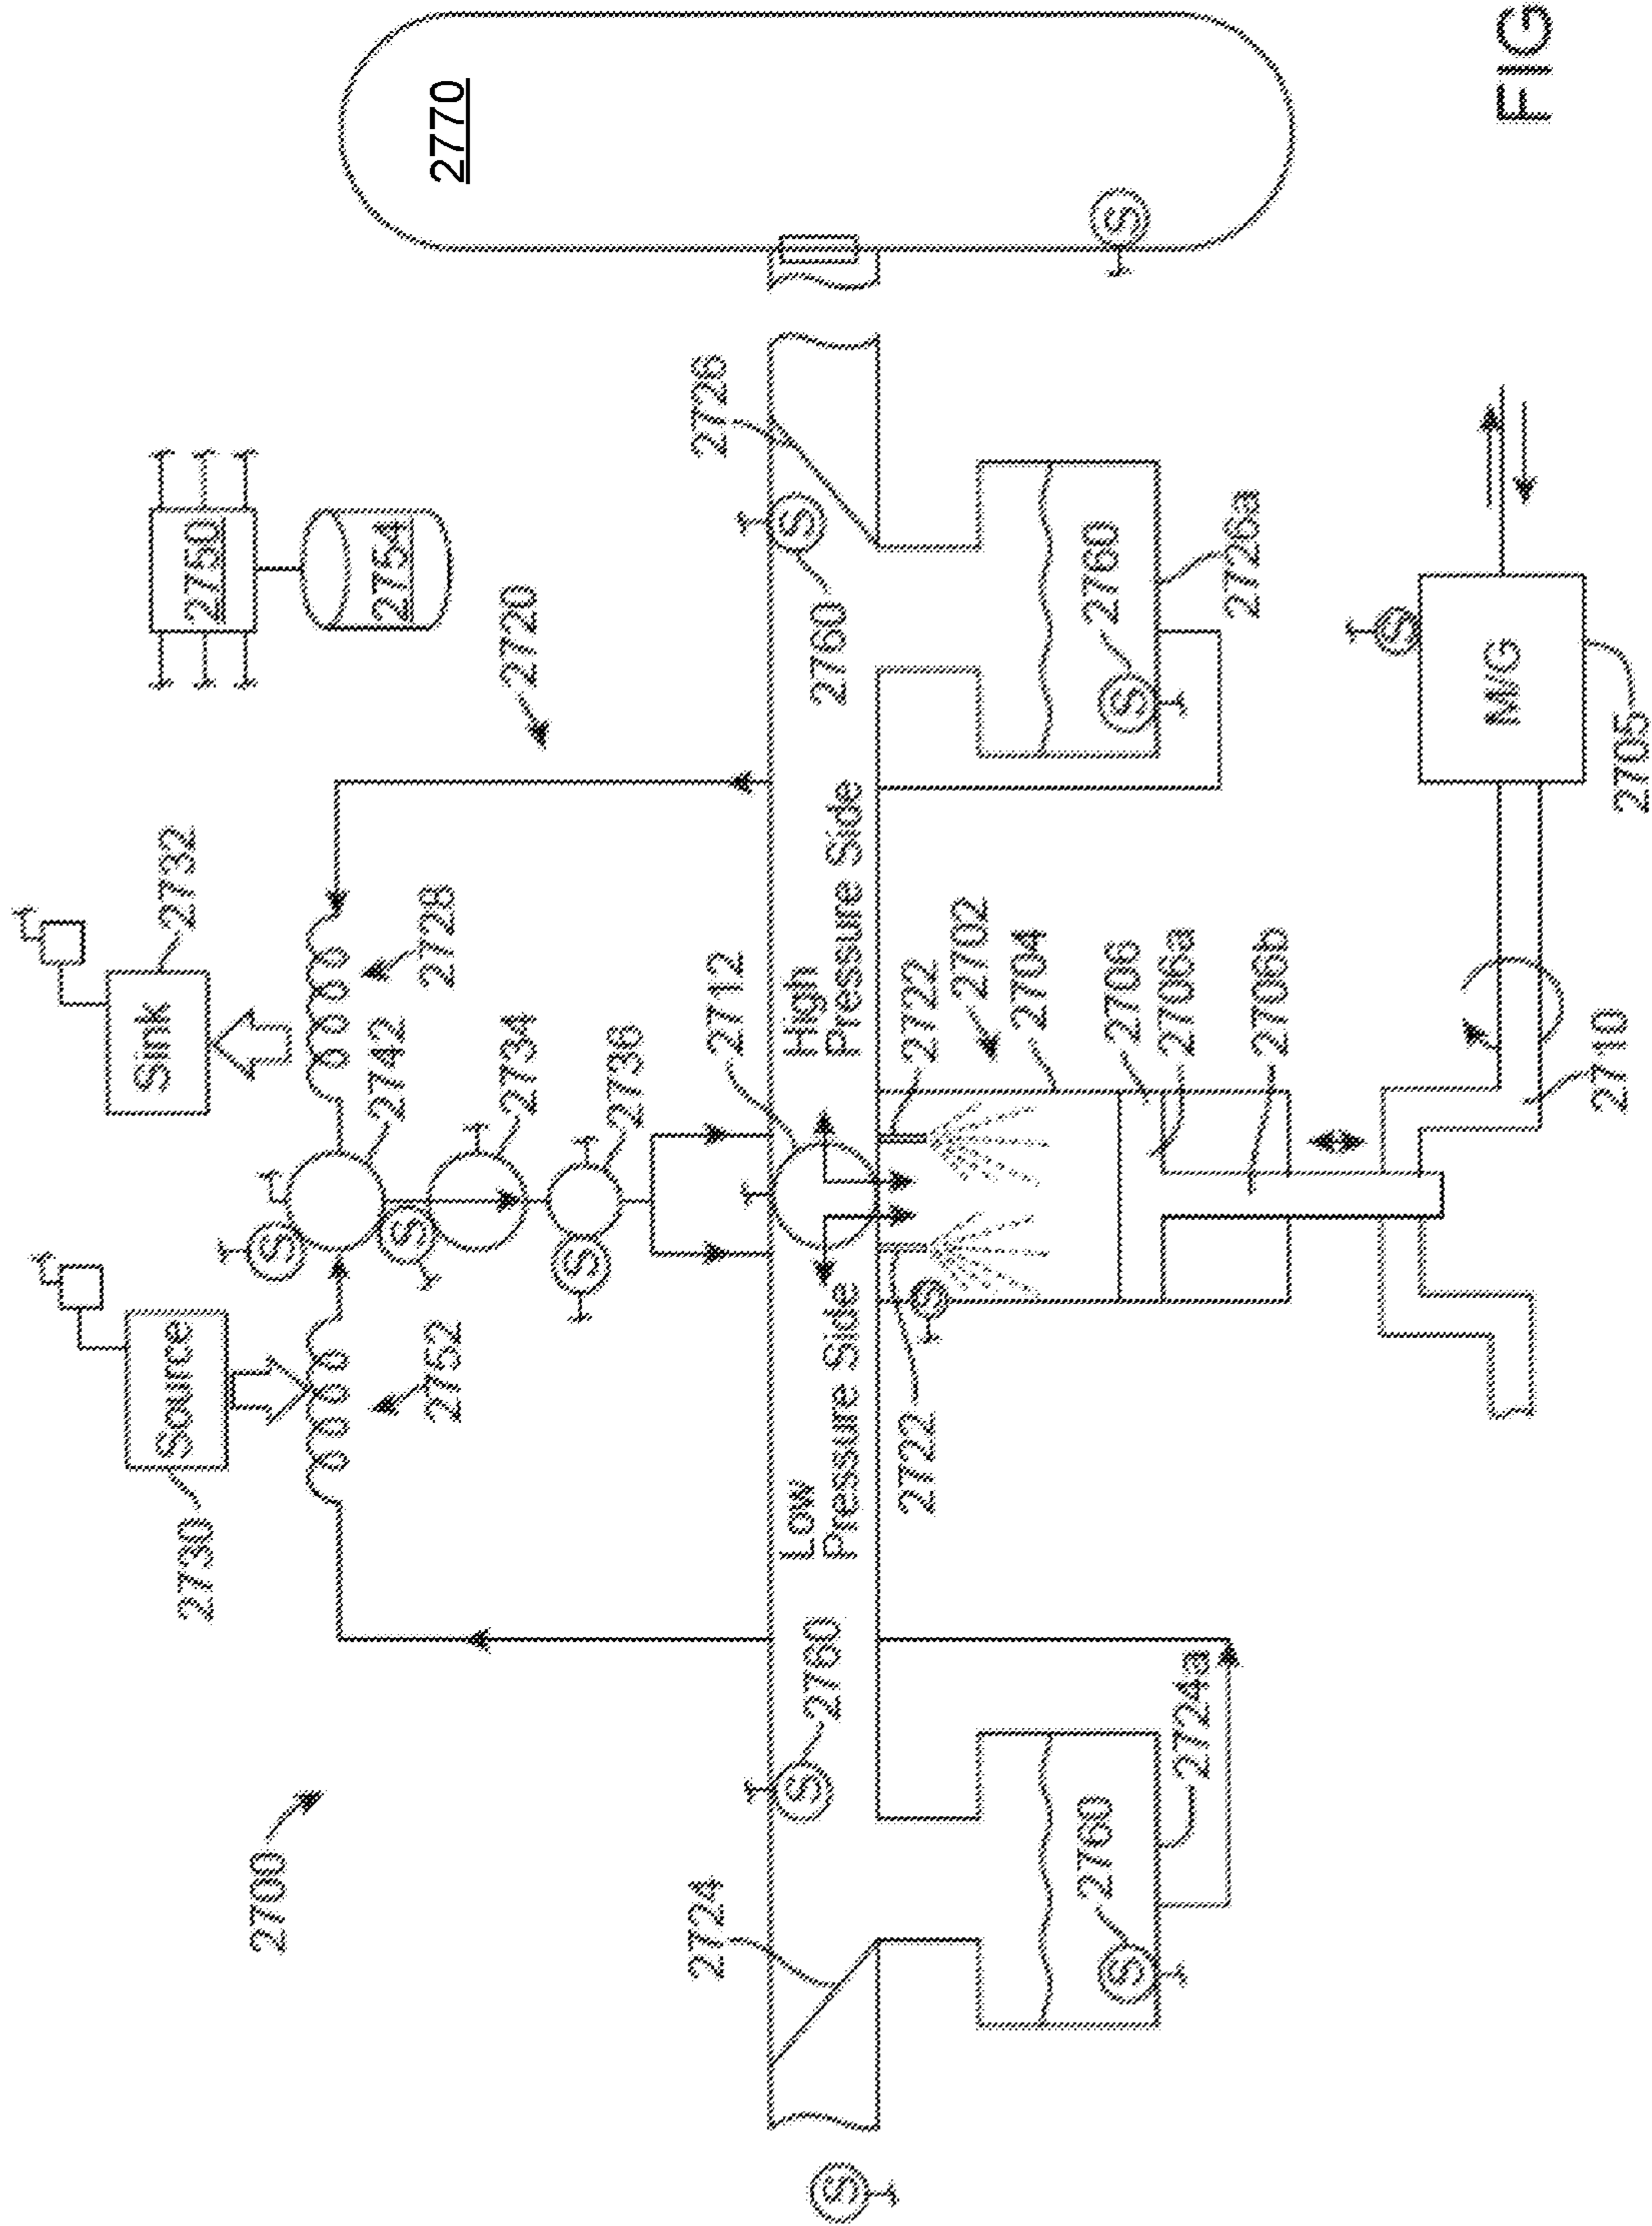 Sink
2732
Source
2730
2750
2700
S
2742
2754
S
2728
2752
2770
2734
2720
S
2736
2724
2726
2712
Low
Pressure Side
High
Pressure Side
S
2760
S
2760
S
2722
2722
S
2702
2704
2760
2760
S
S
S
2706
2706a
2724a
2726a
2706b
S
M/G
FIG
2710
2705